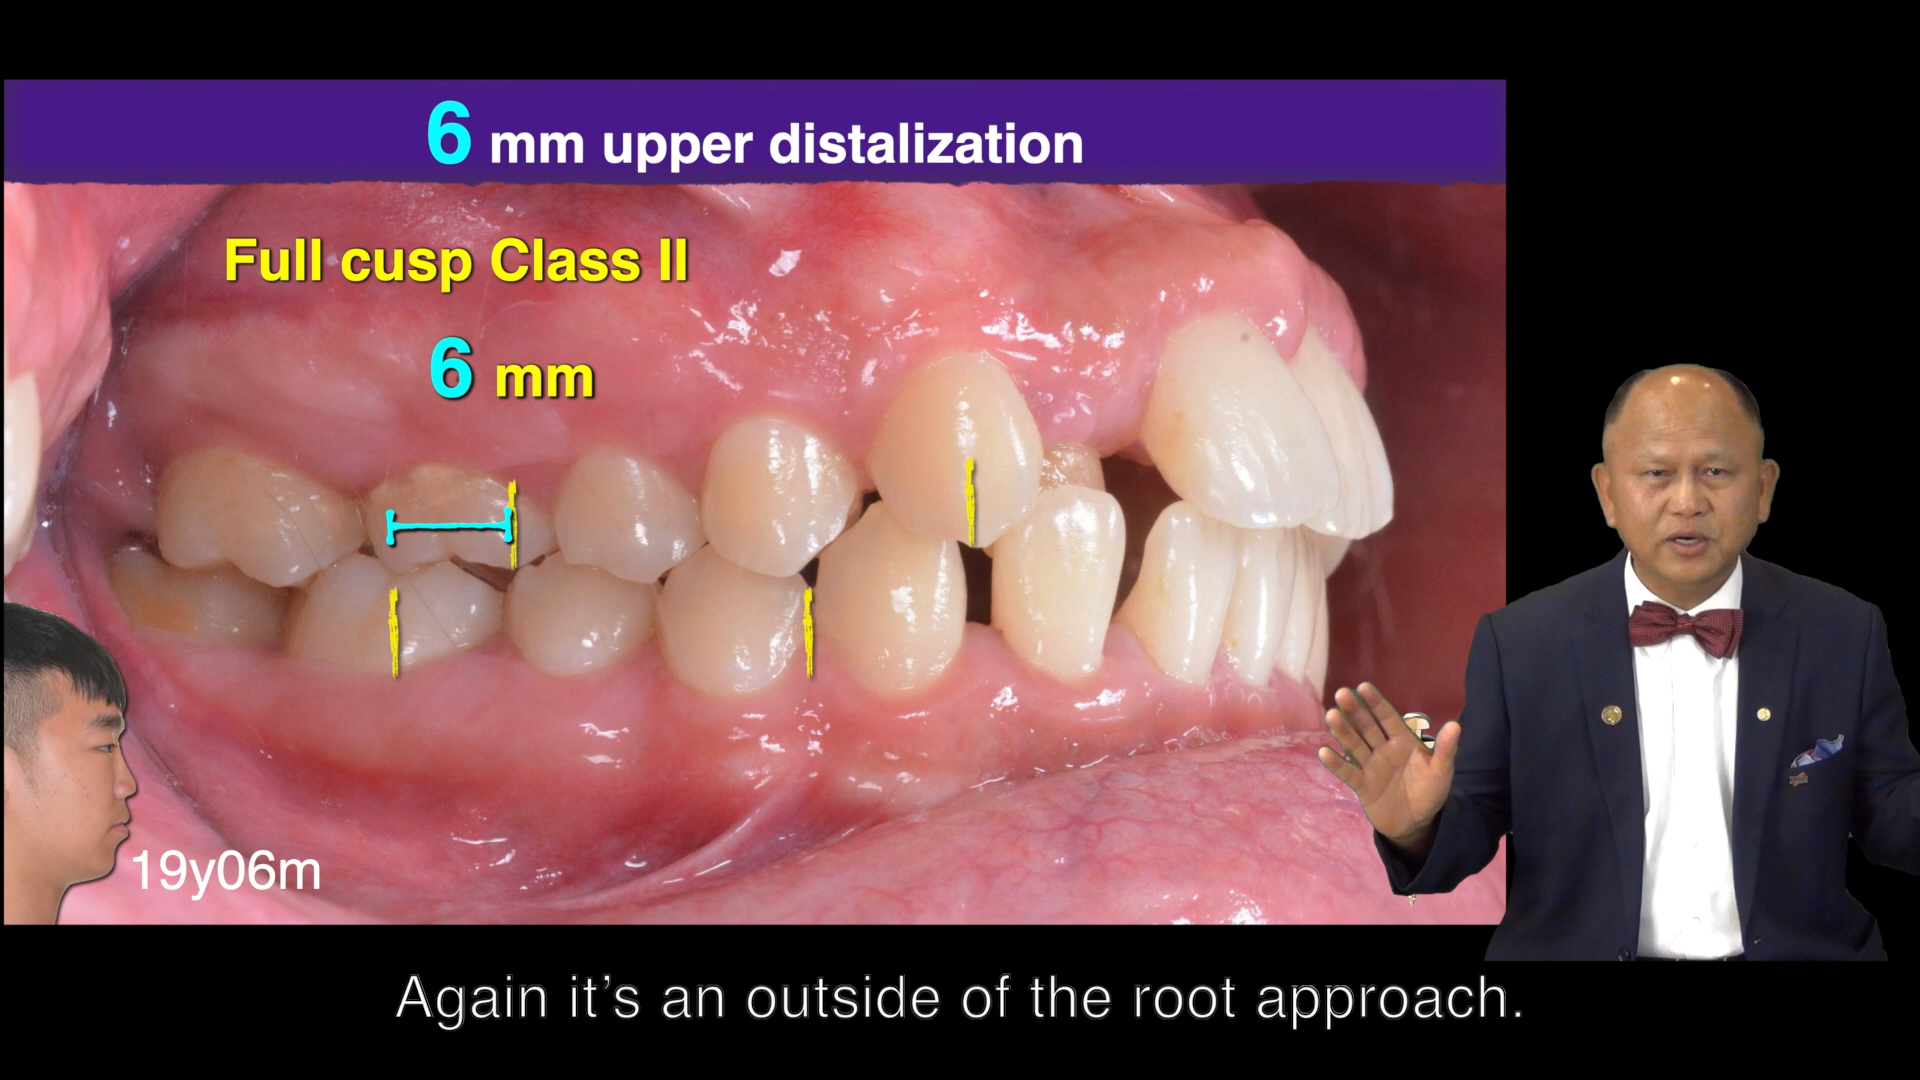 6 mm upper distalization
Full cusp Class II
6 mm
19y06m
Again it’s an outside of the root approach.